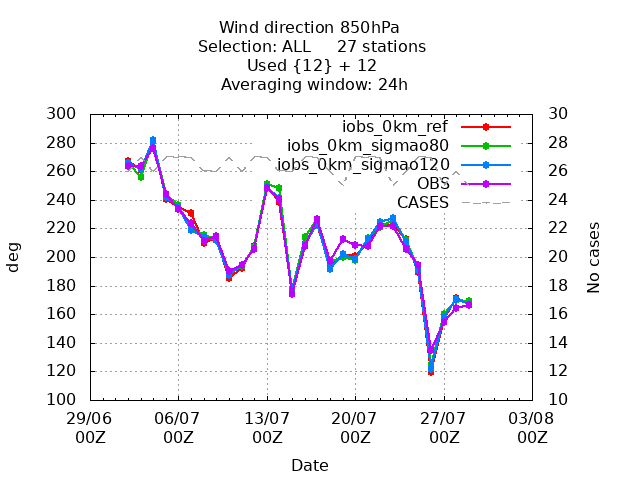 Wind direction 850hPa
Selection: ALL 27 stations
Used {12} + 12
Averaging window: 24h
300 30
280 28
260 26
240 24
220 22
200 20
180 18
160 16
140 14
120 12
100 10
iobs_0km_ref
iobs_0km_sigmao80
iobs_0km_sigmao120
OBS
CASES
deg
No cases
29/06 06/07 13/07 20/07 27/07 03/08
00Z 00Z 00Z 00Z 00Z 00Z
Date